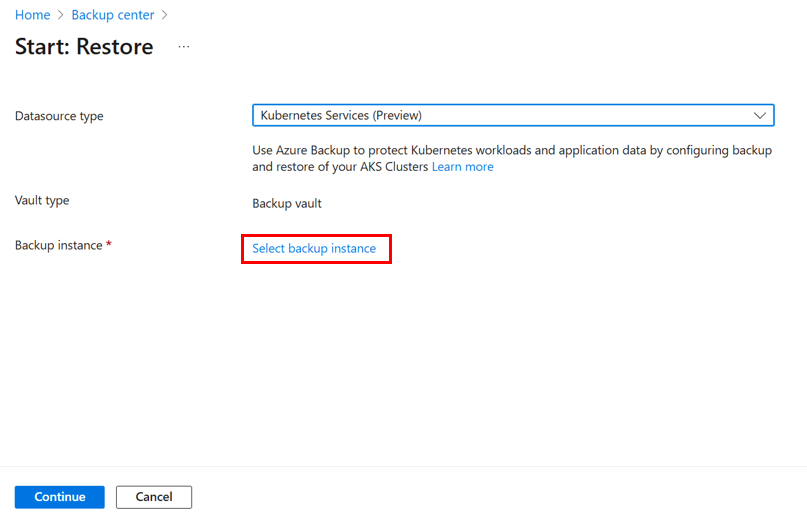 Home > Backup center >
Start: Restore ...
Datasource type
Kubernetes Services (Preview)
Use Azure Backup to protect Kubernetes workloads and application data by configuring backup
and restore of your AKS Clusters Learn more
Vault type
Backup vault
Backup instance *
Select backup instance
Continue
Cancel